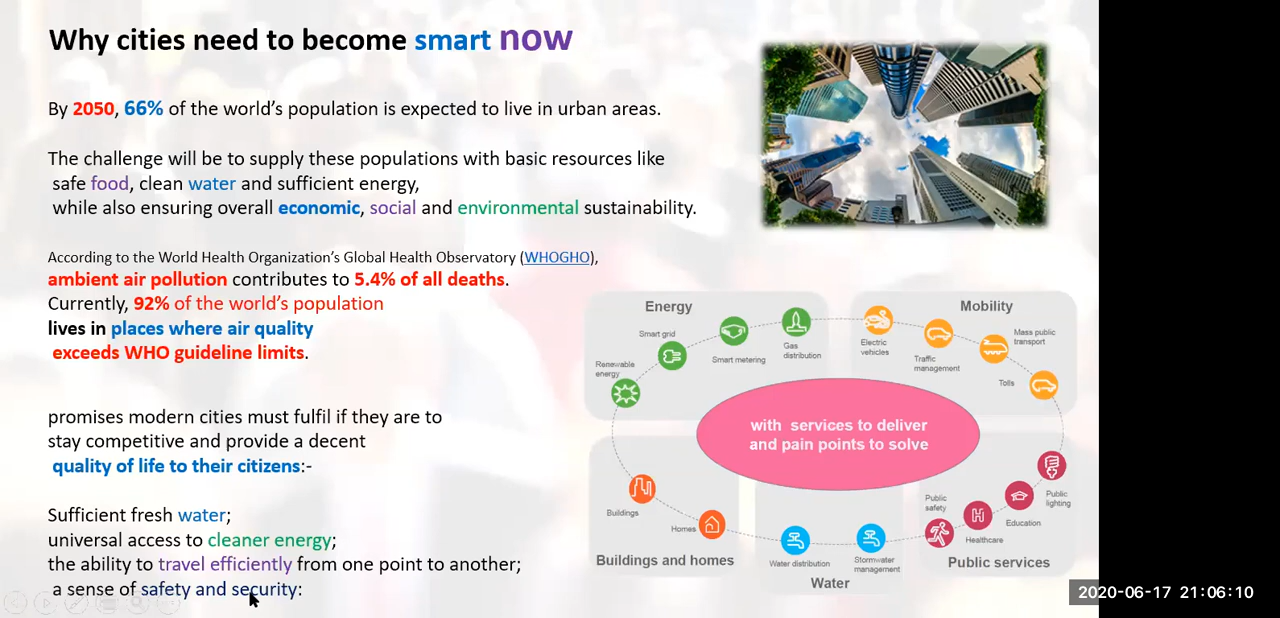 Why cities need to become smart now
By 2050, 66% of the world's population is expected to live in urban areas.
The challenge will be to supply these populations with basic resources like
safe food, clean water and sufficient energy,
while also ensuring overall economic, social and environmental sustainability.
According to the World Health Organization's Global Health Observatory (WHOGHO),
ambient air pollution contributes to 5.4% of all deaths.
Currently, 92% of the world's population
lives in places where air quality
exceeds WHO guideline limits.
promises modern cities must fulfil if they are to
stay competitive and provide a decent
quality of life to their citizens:-
Sufficient fresh water;
universal access to cleaner energy;
the ability to travel efficiently from one point to another;
a sense of safety and security:
Energy
Renewable
energy
Smart grid
Smart metering
Gas
distribution
Mobility
Electric
vehicles
Traffic
management
Mass public
transport
Tolls
with services to deliver
and pain points to solve
Buildings
Homes
Buildings and homes
Water distribution
Stormwater
management
Water
Public
safety
Healthcare
Education
Public
lighting
Public services
2020-06-17 21:06:10